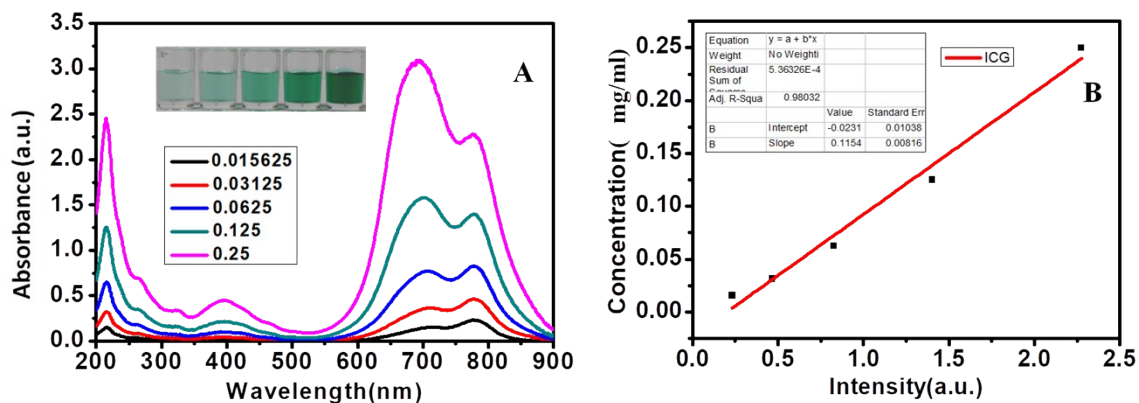 A
3.5
3.0
2.5
2.0
1.5
1.0
0.5
0.0
Absorbance (a.u.)
0.015625
0.03125
0.0625
0.125
0.25
200 300 400 500 600 700 800 900
Wavelength(nm)
B
0.25
0.20
0.15
0.10
0.05
0.00
Concentration( mg/ml)
Equation y = a + b*x
Weight No Weighti
Residual 5.36326E-4
Sum of
Adj. R-Squa 0.98032
Value Standard Err
B Intercept -0.0231 0.01038
B Slope 0.1154 0.00816
ICG
0.0 0.5 1.0 1.5 2.0 2.5
Intensity(a.u.)